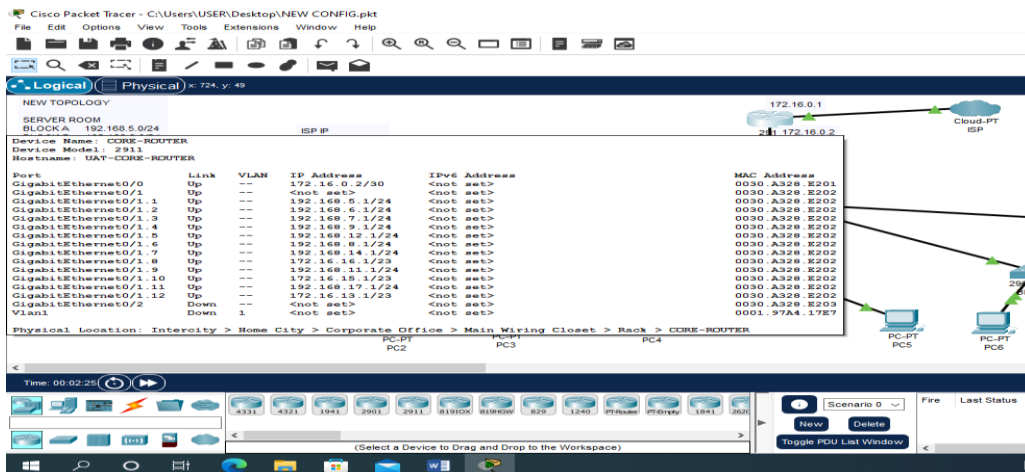 Cisco Packet Tracer - C:\Users\USER\Desktop\NEW CONFIG.pkt
File Edit Options View Tools Extensions Window Help
Logical Physical x: 724, y: 49
NEW TOPOLOGY
SERVER ROOM
BLOCK A 192.168.5.0/24
ISP IP
172.16.0.1
172.16.0.2
Cloud-PT
ISP
Device Name: CORE-ROUTER
Device Model: 2911
Hostname: UAT-CORE-ROUTER
Port Link VLAN IP Address IPv6 Address MAC Address
GigabitEthernet0/0 Up -- 172.16.0.2/30 <not set> 0030.A328.E201
GigabitEthernet0/1 Up -- <not set> <not set> 0030.A328.E202
GigabitEthernet0/1.1 Up -- 192.168.5.1/24 <not set> 0030.A328.E202
GigabitEthernet0/1.2 Up -- 192.168.6.1/24 <not set> 0030.A328.E202
GigabitEthernet0/1.3 Up -- 192.168.7.1/24 <not set> 0030.A328.E202
GigabitEthernet0/1.4 Up -- 192.168.9.1/24 <not set> 0030.A328.E202
GigabitEthernet0/1.5 Up -- 192.168.12.1/24 <not set> 0030.A328.E202
GigabitEthernet0/1.6 Up -- 192.168.8.1/24 <not set> 0030.A328.E202
GigabitEthernet0/1.7 Up -- 192.168.14.1/24 <not set> 0030.A328.E202
GigabitEthernet0/1.8 Up -- 172.16.16.1/23 <not set> 0030.A328.E202
GigabitEthernet0/1.9 Up -- 192.168.11.1/24 <not set> 0030.A328.E202
GigabitEthernet0/1.10 Up -- 172.16.15.1/23 <not set> 0030.A328.E202
GigabitEthernet0/1.11 Up -- 192.168.17.1/24 <not set> 0030.A328.E202
GigabitEthernet0/1.12 Up -- 172.16.13.1/23 <not set> 0030.A328.E202
GigabitEthernet0/2 Down -- <not set> <not set> 0030.A328.E203
Vlan1 Down 1 <not set> <not set> 0001.97A4.17E7
Physical Location: Intercity > Home City > Corporate Office > Main Wiring Closet > Rack > CORE-ROUTER
PC-PT
PC2
PC-PT
PC3
PC4
PC-PT
PC5
PC-PT
PC6
Time: 00:02:25
4331 4321 1941 2901 2911 819IOX 819HGW 829 1240 PT-Router PT-Empty 1841 2620
(Select a Device to Drag and Drop to the Workspace)
Scenario 0
New Delete
Toggle PDU List Window
Fire Last Status